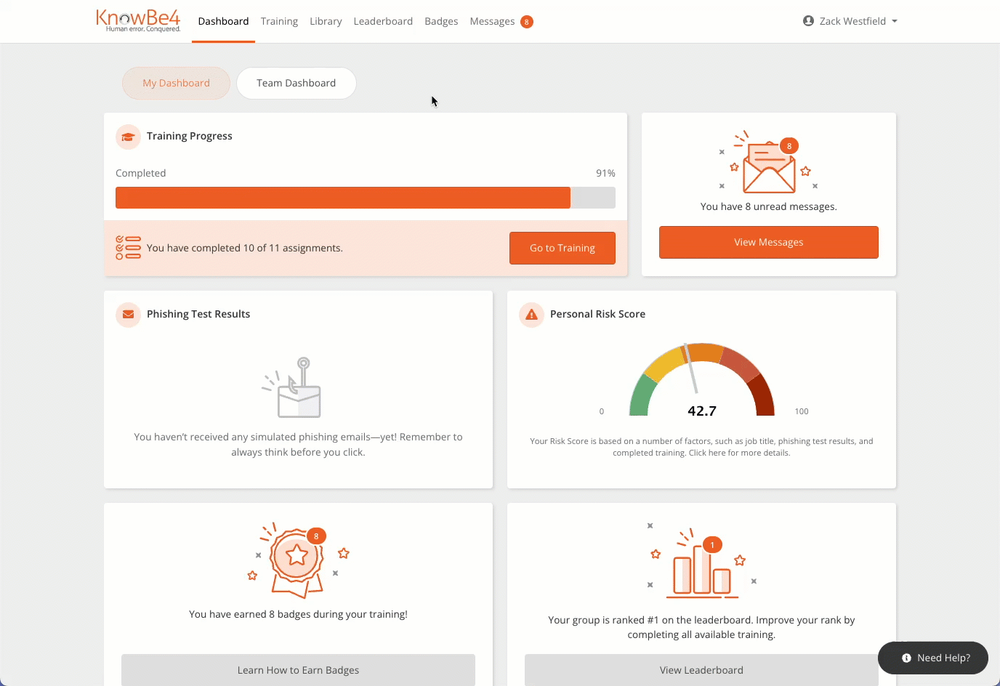 KnowBe4
Human error. Conquered.
Dashboard
Training
Library
Leaderboard
Badges
Messages
8
Zack Westfield
My Dashboard
Team Dashboard
Training Progress
Completed
91%
You have completed 10 of 11 assignments.
Go to Training
8
You have 8 unread messages.
View Messages
Phishing Test Results
You haven't received any simulated phishing emails—yet! Remember to
always think before you click.
Personal Risk Score
0
42.7
100
Your Risk Score is based on a number of factors, such as job title, phishing test results, and
completed training. Click here for more details.
8
You have earned 8 badges during your training!
Learn How to Earn Badges
1
Your group is ranked #1 on the leaderboard. Improve your rank by
completing all available training.
View Leaderboard
Need Help?